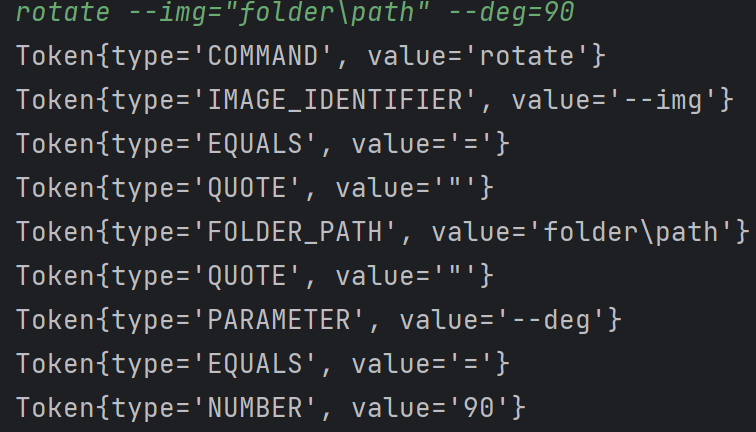 rotate --img="folder\path" --deg=90
Token{type='COMMAND', value='rotate'}
Token{type='IMAGE_IDENTIFIER', value='--img'}
Token{type='EQUALS', value='='}
Token{type='QUOTE', value='"'}
Token{type='FOLDER_PATH', value='folder\path'}
Token{type='QUOTE', value='"'}
Token{type='PARAMETER', value='--deg'}
Token{type='EQUALS', value='='}
Token{type='NUMBER', value='90'}